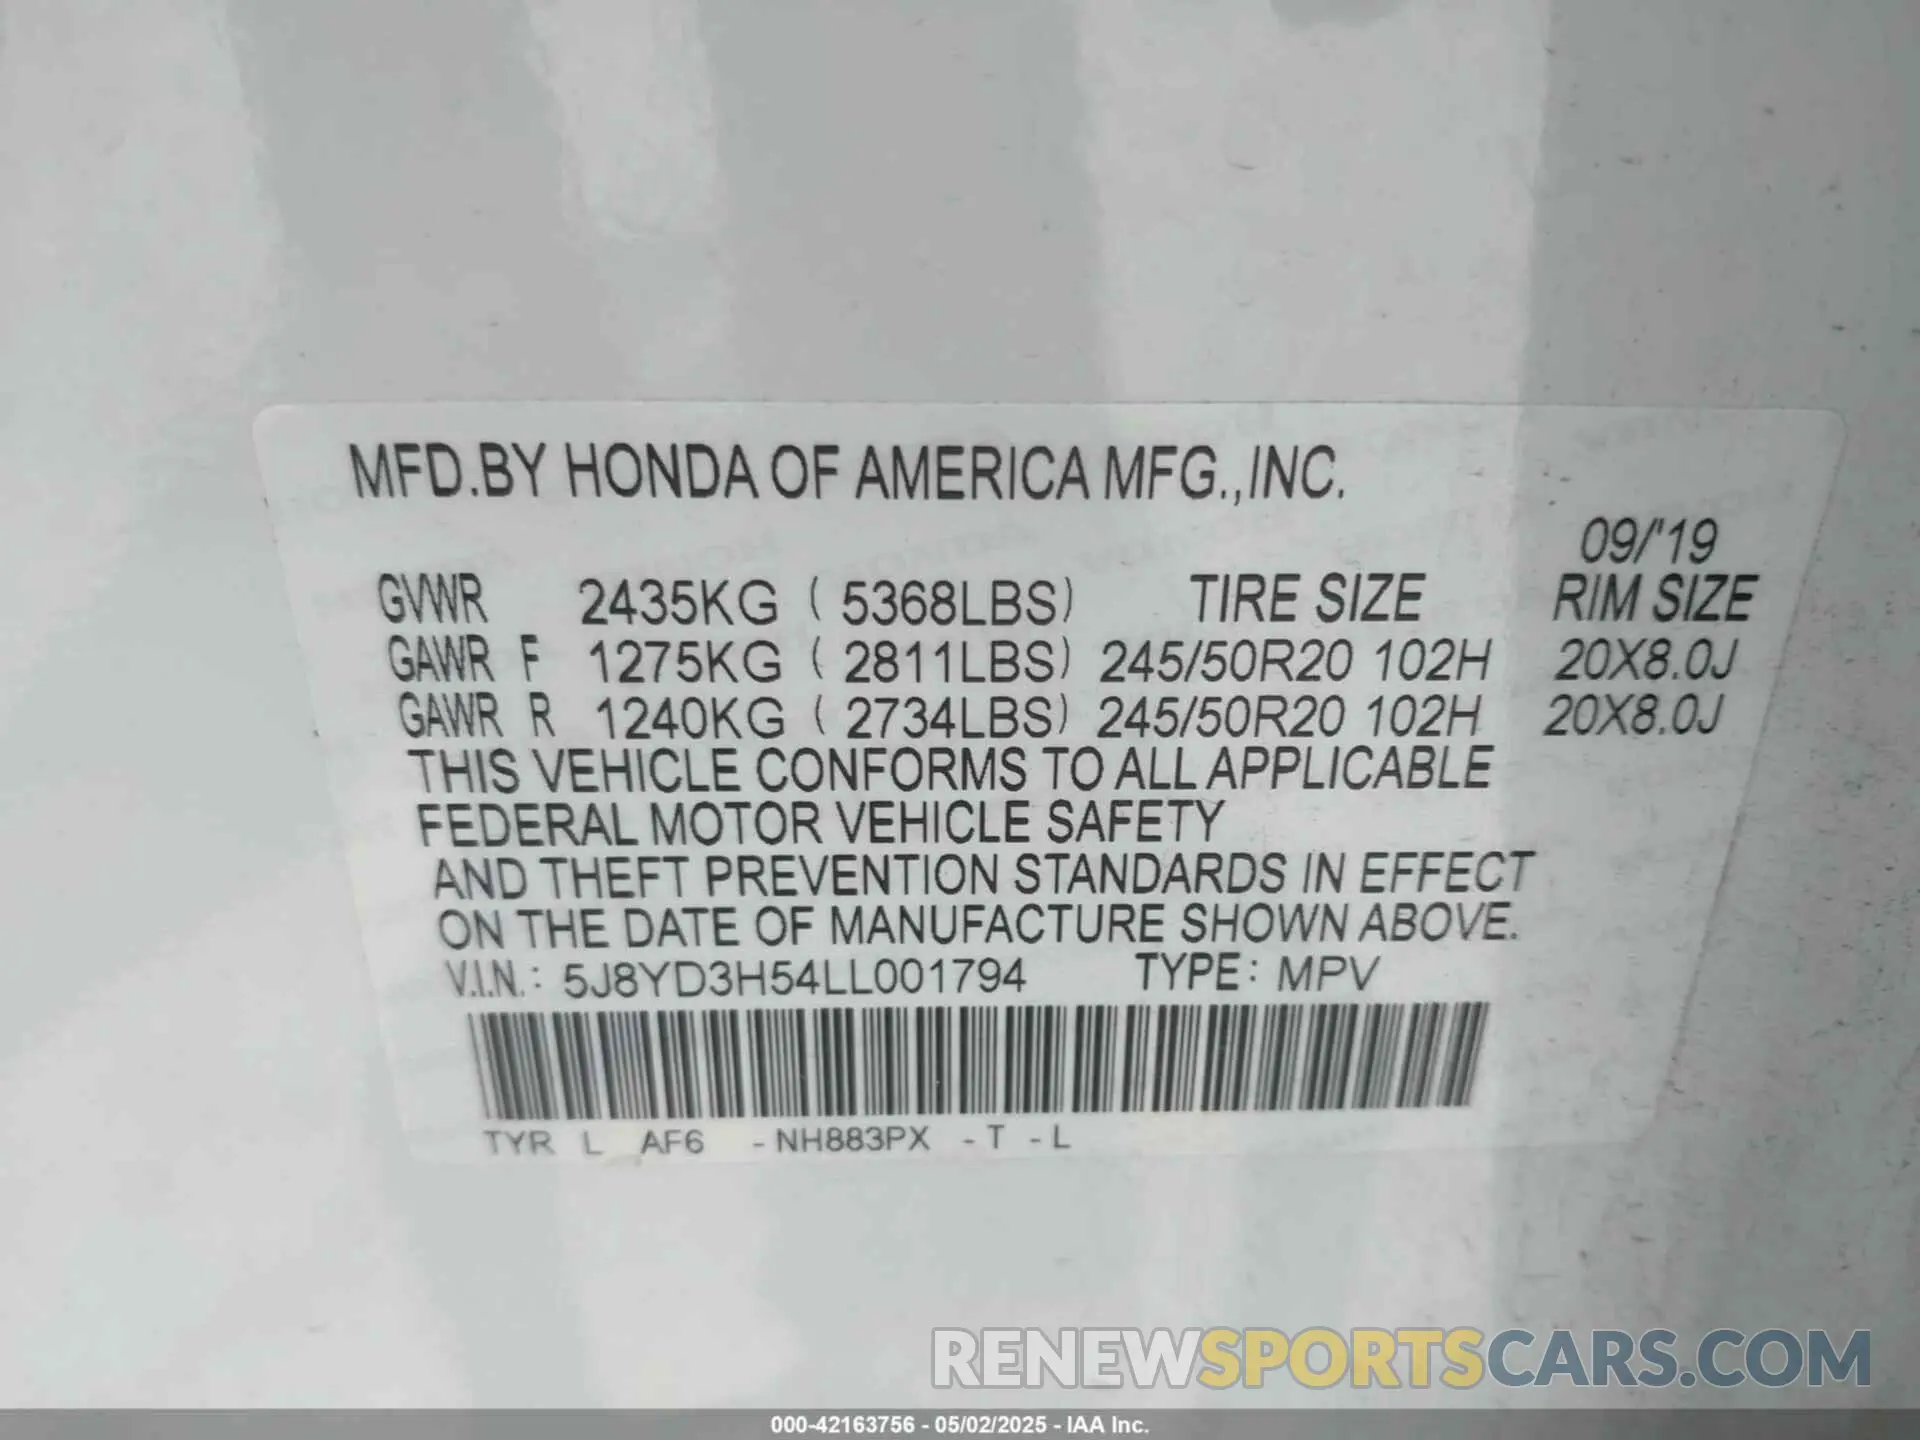 MFD.BY HONDA OF AMERICA MFG.,INC.
09/'19
GVWR 2435KG ( 5368LBS) TIRE SIZE RIM SIZE
GAWR F 1275KG ( 2811LBS) 245/50R20 102H 20X8.0J
GAWR R 1240KG ( 2734LBS) 245/50R20 102H 20X8.0J
THIS VEHICLE CONFORMS TO ALL APPLICABLE
FEDERAL MOTOR VEHICLE SAFETY
AND THEFT PREVENTION STANDARDS IN EFFECT
ON THE DATE OF MANUFACTURE SHOWN ABOVE.
V.I.N.: 5J8YD3H54LL001794 TYPE: MPV
TYR L AF6 - NH883PX - T - L
RENEWSPORTSCARS.COM
000-42163756 - 05/02/2025 - IAA Inc.